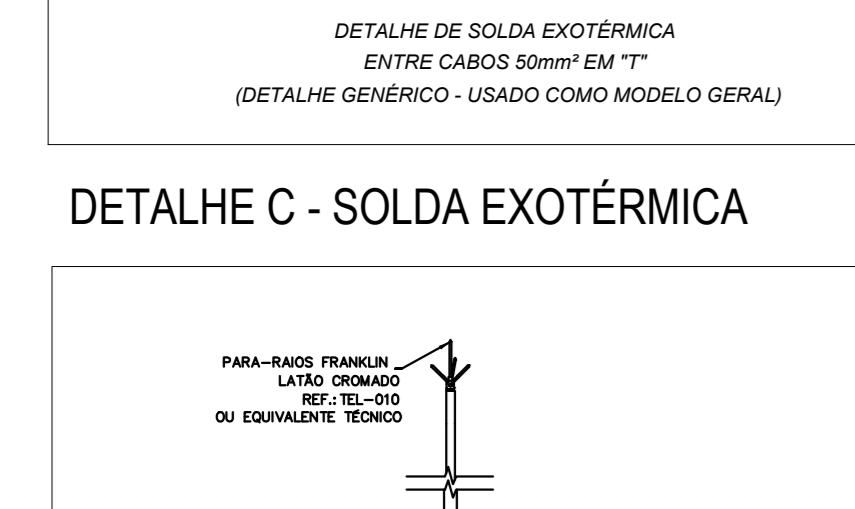 DETALHE DE SOLDA EXOTÉRMICA
ENTRE CABOS 50mm² EM "T"
(DETALHE GENÉRICO - USADO COMO MODELO GERAL)
DETALHE C - SOLDA EXOTÉRMICA
PARA-RAIOS FRANKLIN
LATÃO CROMADO
REF.: TEL-010
OU EQUIVALENTE TÉCNICO